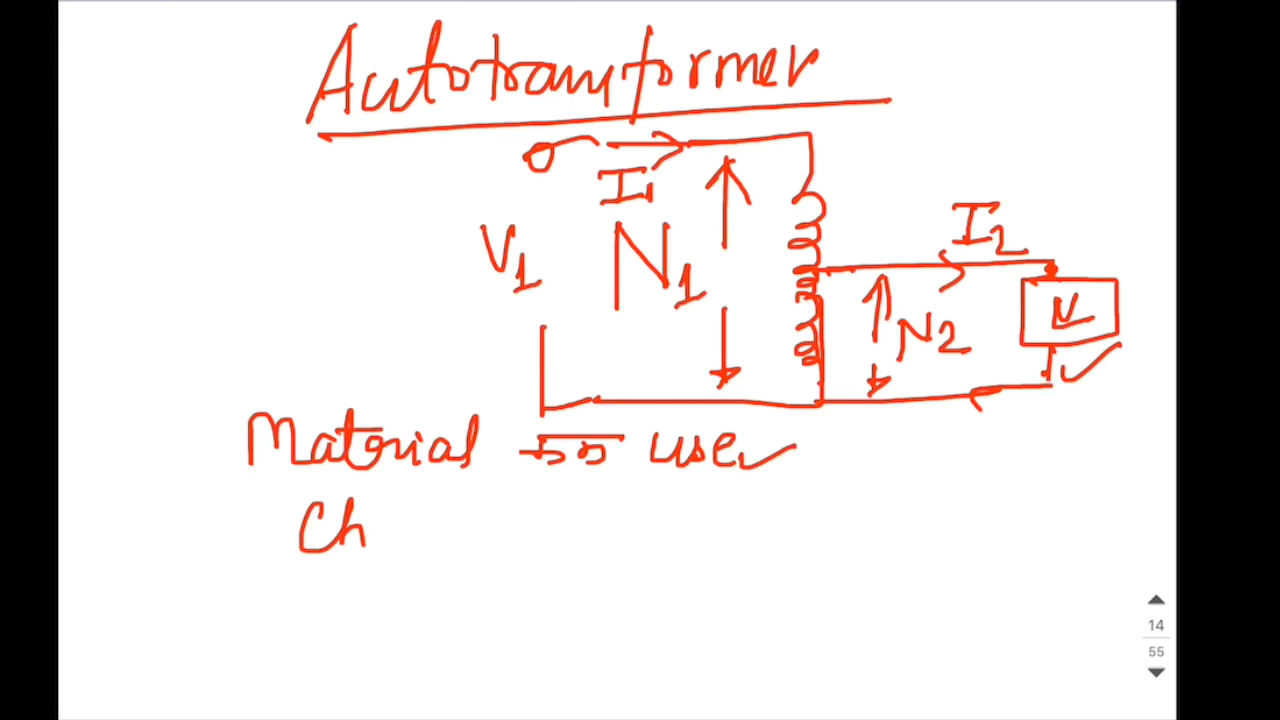 Autotransformer
I1
I2
V1
N1
N2
Material use
Ch
14
55